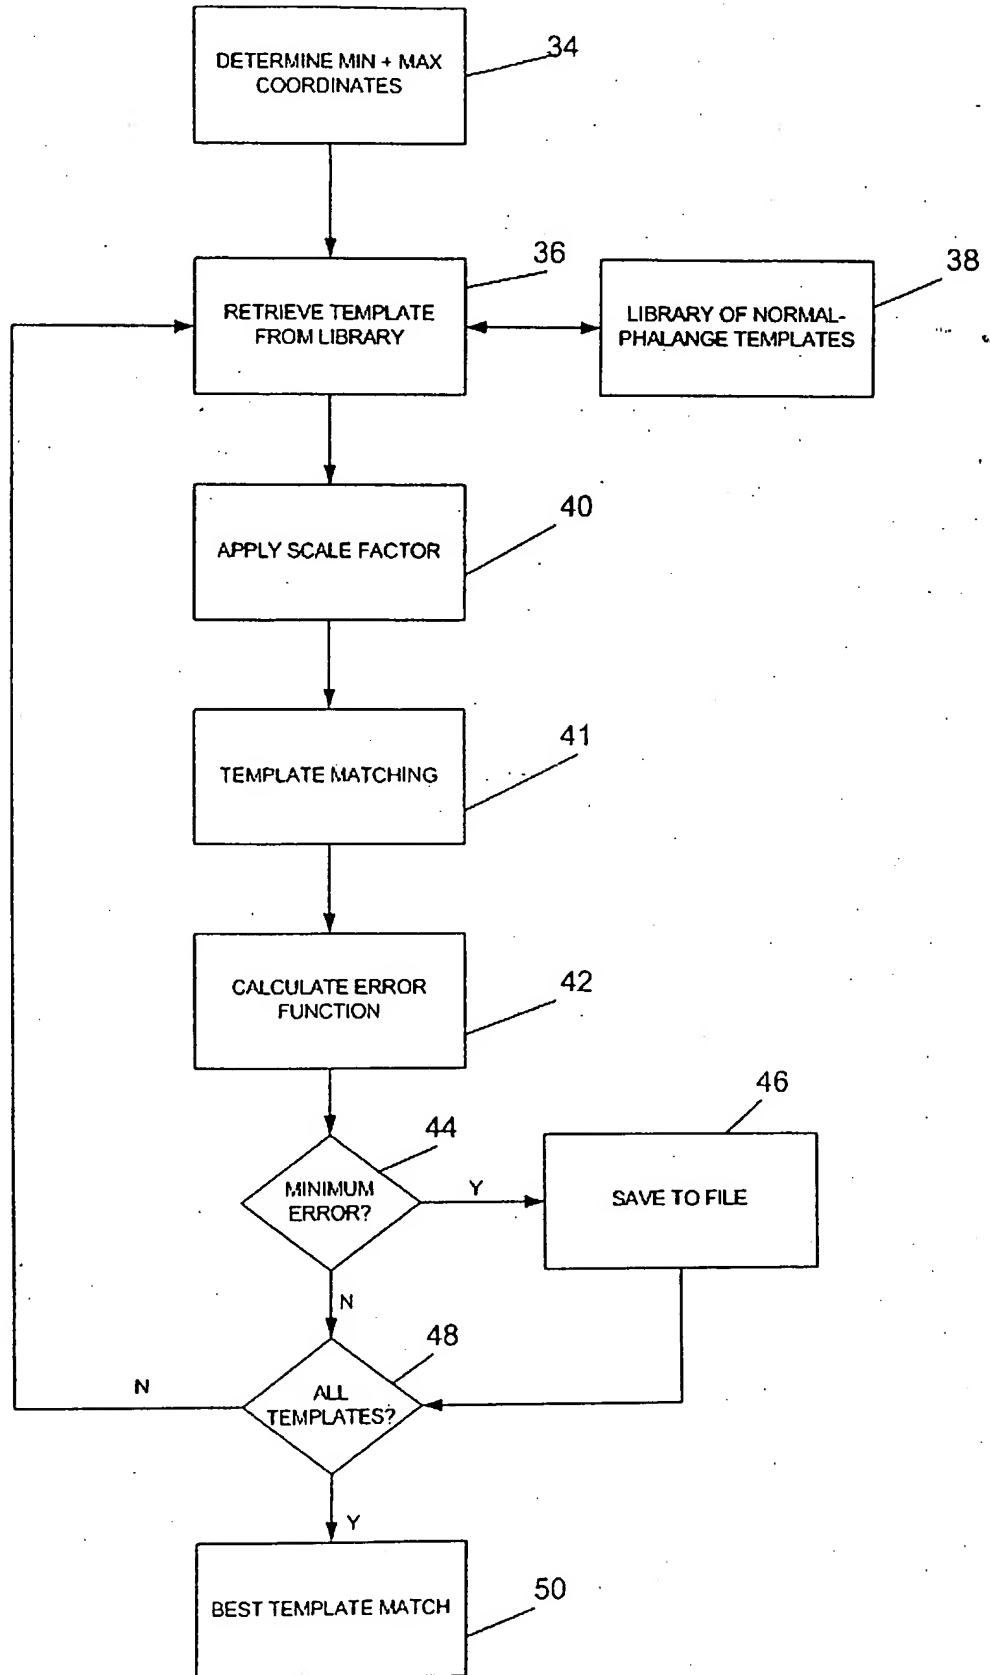 DETERMINE MIN + MAX
COORDINATES
34
RETRIEVE TEMPLATE
FROM LIBRARY
36
LIBRARY OF NORMAL-
PHALANGE TEMPLATES
38
APPLY SCALE FACTOR
40
TEMPLATE MATCHING
41
CALCULATE ERROR
FUNCTION
42
MINIMUM
ERROR?
44
Y
SAVE TO FILE
46
N
ALL
TEMPLATES?
48
N
Y
BEST TEMPLATE MATCH
50